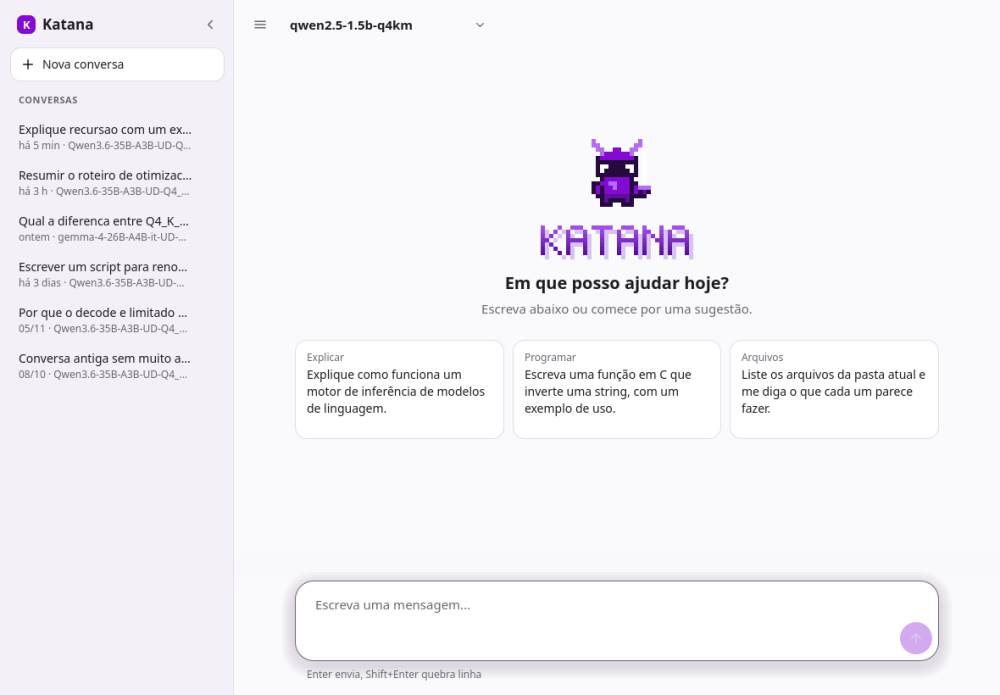 K Katana
Nova conversa
CONVERSAS
Explique recursao com um ex...
há 5 min · Qwen3.6-35B-A3B-UD-Q...
Resumir o roteiro de otimizac...
há 3 h · Qwen3.6-35B-A3B-UD-Q4_...
Qual a diferenca entre Q4_K_...
ontem · gemma-4-26B-A4B-it-UD-...
Escrever um script para reno...
há 3 dias · Qwen3.6-35B-A3B-UD-...
Por que o decode e limitado ...
05/11 · Qwen3.6-35B-A3B-UD-Q4_...
Conversa antiga sem muito a...
08/10 · Qwen3.6-35B-A3B-UD-Q4_...
qwen2.5-1.5b-q4km
KATANA
Em que posso ajudar hoje?
Escreva abaixo ou comece por uma sugestão.
Explicar
Explique como funciona um
motor de inferência de modelos
de linguagem.
Programar
Escreva uma função em C que
inverte uma string, com um
exemplo de uso.
Arquivos
Liste os arquivos da pasta atual e
me diga o que cada um parece
fazer.
Escreva uma mensagem...
Enter envia, Shift+Enter quebra linha